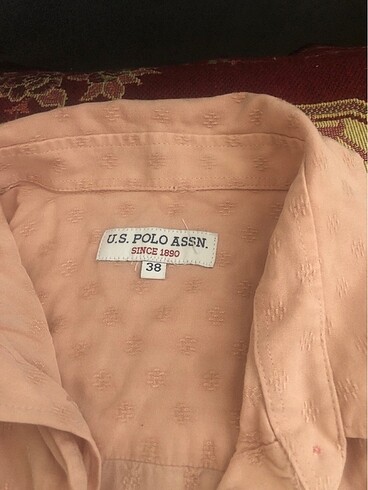 U.S. POLO ASSN.
SINCE 1890
38